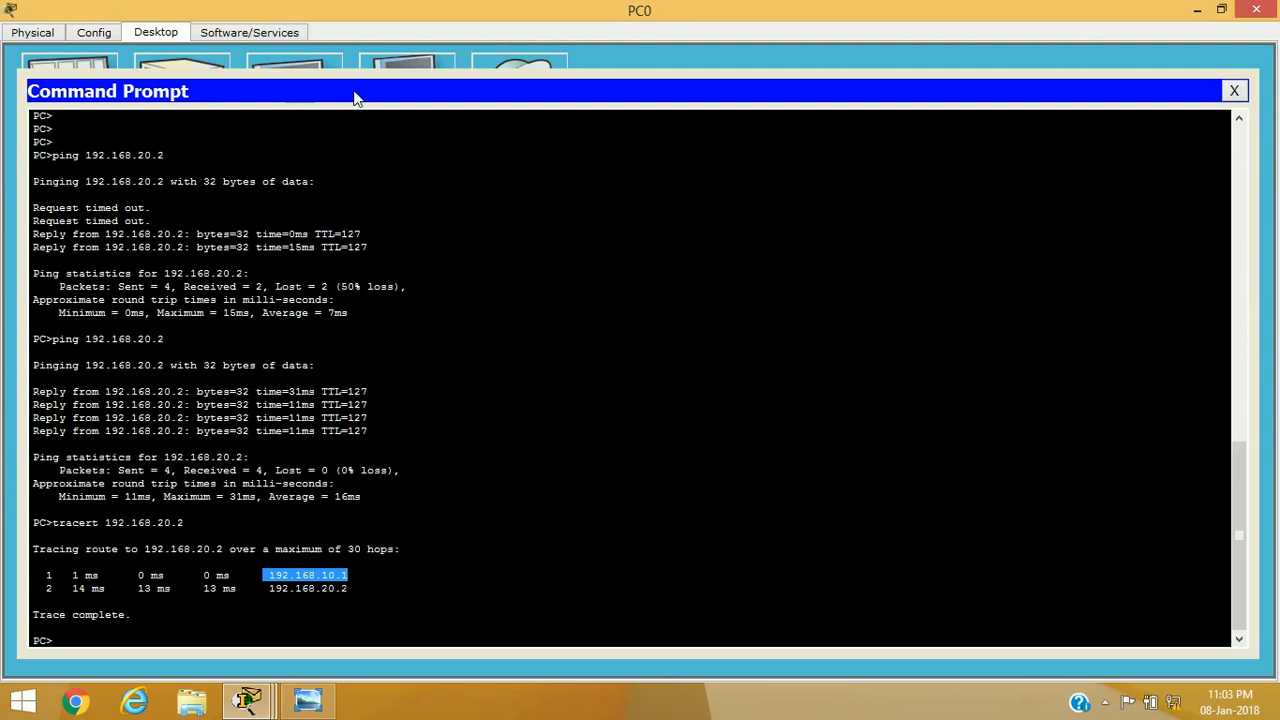 PC0
Physical Config Desktop Software/Services
Command Prompt X
PC>
PC>
PC>
PC>ping 192.168.20.2
Pinging 192.168.20.2 with 32 bytes of data:
Request timed out.
Request timed out.
Reply from 192.168.20.2: bytes=32 time=0ms TTL=127
Reply from 192.168.20.2: bytes=32 time=15ms TTL=127
Ping statistics for 192.168.20.2:
Packets: Sent = 4, Received = 2, Lost = 2 (50% loss),
Approximate round trip times in milli-seconds:
Minimum = 0ms, Maximum = 15ms, Average = 7ms
PC>ping 192.168.20.2
Pinging 192.168.20.2 with 32 bytes of data:
Reply from 192.168.20.2: bytes=32 time=31ms TTL=127
Reply from 192.168.20.2: bytes=32 time=11ms TTL=127
Reply from 192.168.20.2: bytes=32 time=11ms TTL=127
Reply from 192.168.20.2: bytes=32 time=11ms TTL=127
Ping statistics for 192.168.20.2:
Packets: Sent = 4, Received = 4, Lost = 0 (0% loss),
Approximate round trip times in milli-seconds:
Minimum = 11ms, Maximum = 31ms, Average = 16ms
PC>tracert 192.168.20.2
Tracing route to 192.168.20.2 over a maximum of 30 hops:
1 1 ms 0 ms 0 ms 192.168.10.1
2 14 ms 13 ms 13 ms 192.168.20.2
Trace complete.
PC>
11:03 PM
08-Jan-2018